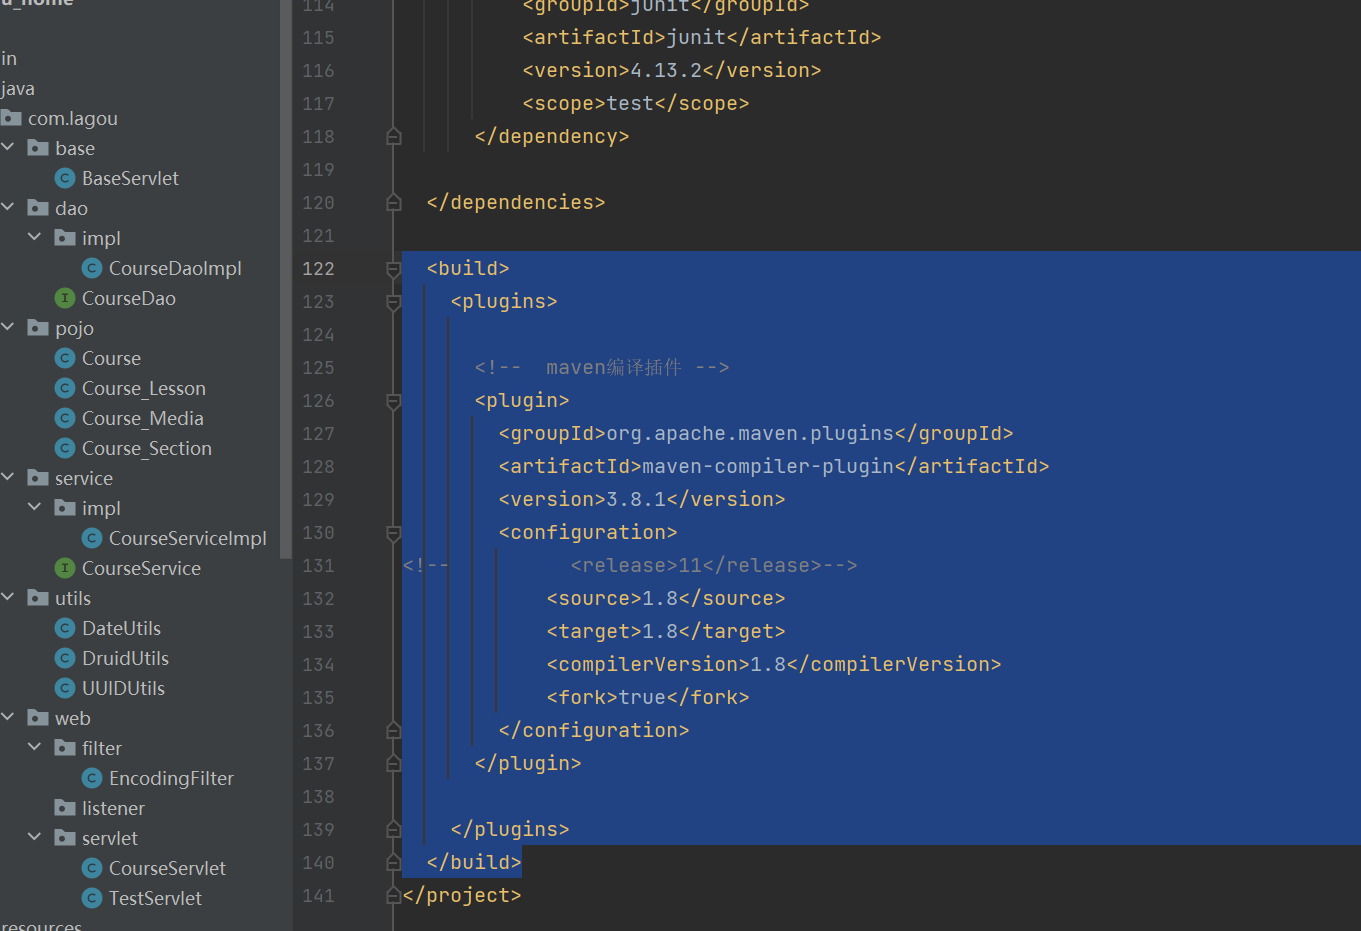 u_home
in
java
com.lagou
base
BaseServlet
dao
impl
CourseDaoImpl
CourseDao
pojo
Course
Course_Lesson
Course_Media
Course_Section
service
impl
CourseServiceImpl
CourseService
utils
DateUtils
DruidUtils
UUIDUtils
web
filter
EncodingFilter
listener
servlet
CourseServlet
TestServlet
resources
114 <groupId>junit</groupId>
115 <artifactId>junit</artifactId>
116 <version>4.13.2</version>
117 <scope>test</scope>
118 </dependency>
119
120 </dependencies>
121
122 <build>
123 <plugins>
124
125 <!--  maven编译插件 -->
126 <plugin>
127 <groupId>org.apache.maven.plugins</groupId>
128 <artifactId>maven-compiler-plugin</artifactId>
129 <version>3.8.1</version>
130 <configuration>
131 <!--          <release>11</release>-->
132 <source>1.8</source>
133 <target>1.8</target>
134 <compilerVersion>1.8</compilerVersion>
135 <fork>true</fork>
136 </configuration>
137 </plugin>
138
139 </plugins>
140 </build>
141 </project>